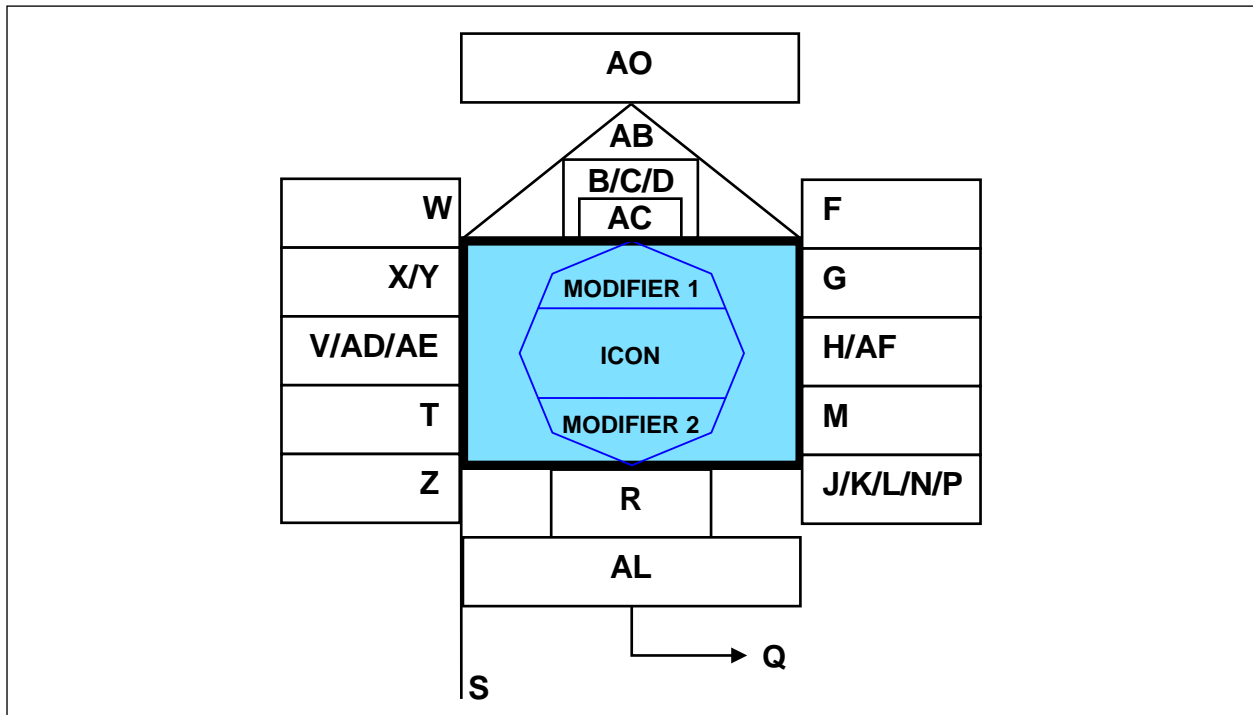 AO
AB
B/C/D
AC
W
F
X/Y
G
MODIFIER 1
V/AD/AE
ICON
H/AF
T
MODIFIER 2
M
Z
R
J/K/L/N/P
AL
Q
S